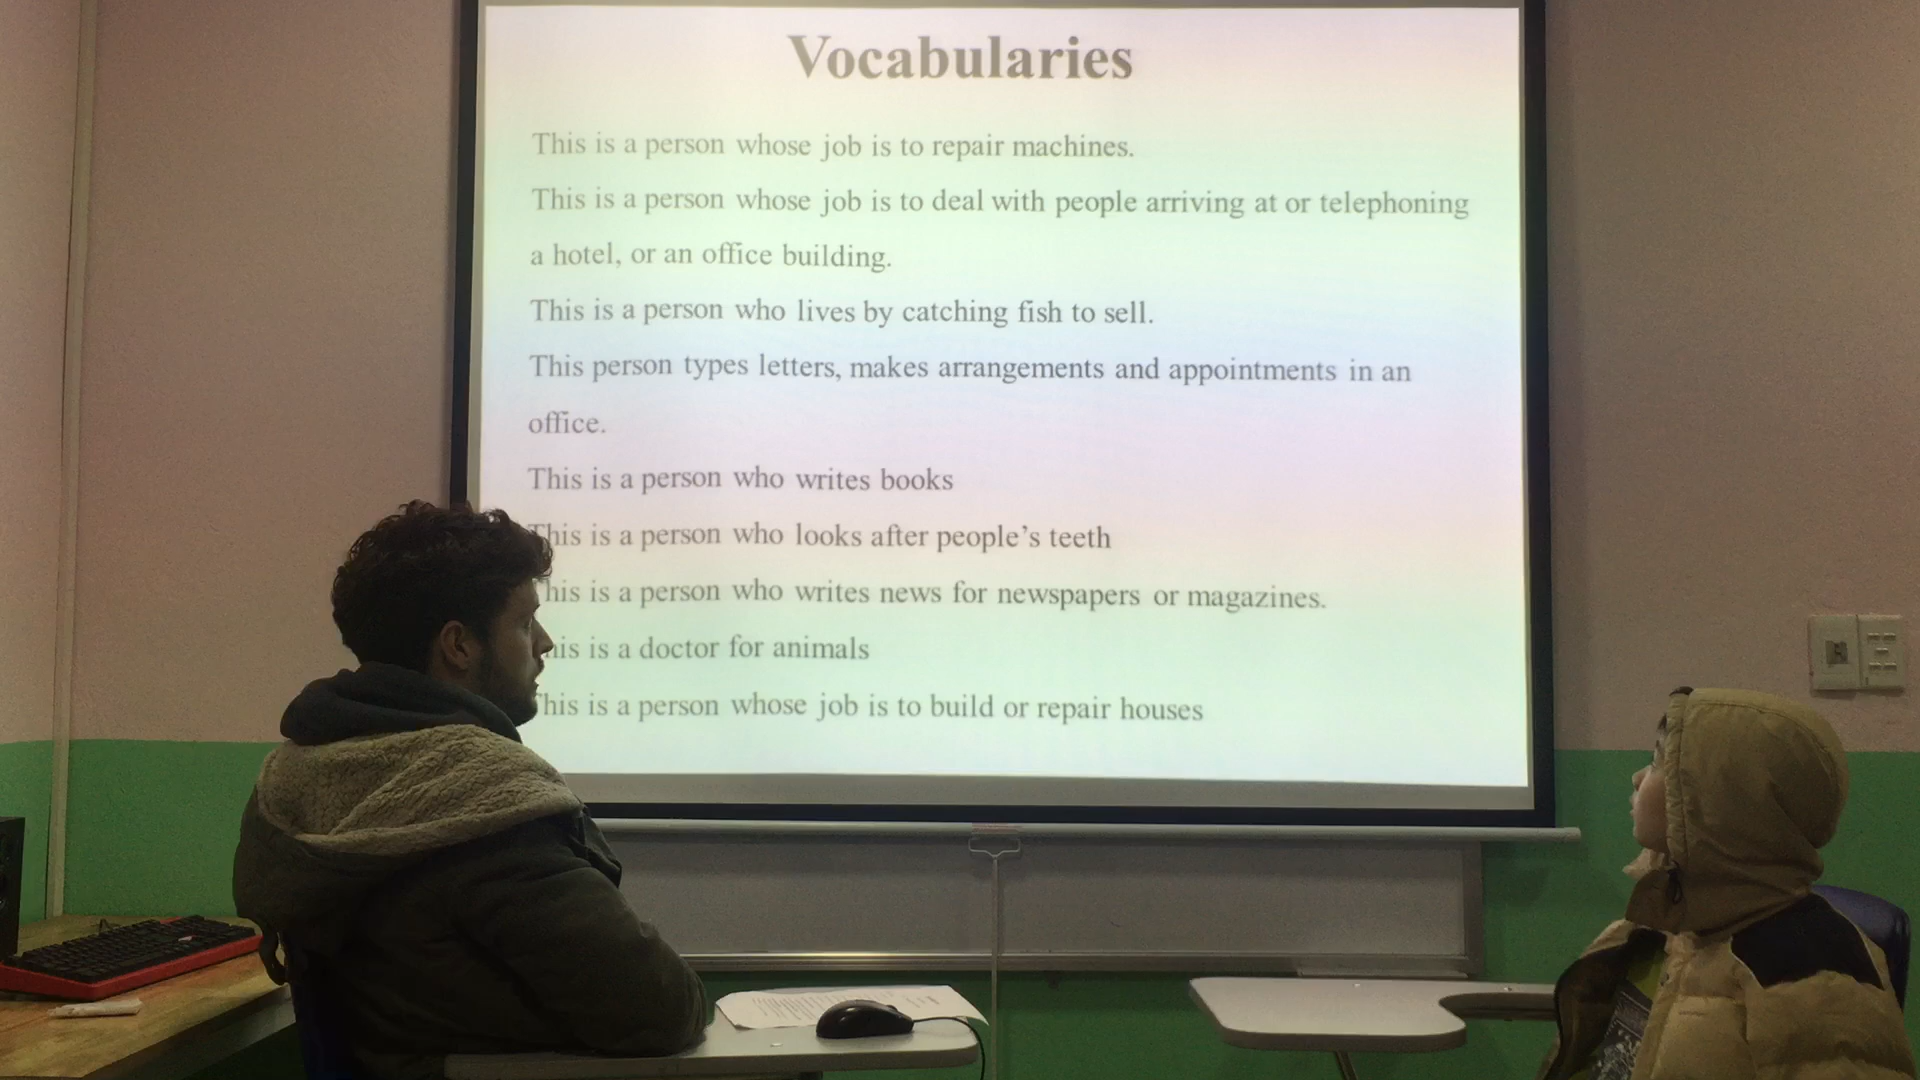 Vocabularies
This is a person whose job is to repair machines.
This is a person whose job is to deal with people arriving at or telephoning
a hotel, or an office building.
This is a person who lives by catching fish to sell.
This person types letters, makes arrangements and appointments in an
office.
This is a person who writes books
This is a person who looks after people’s teeth
This is a person who writes news for newspapers or magazines.
This is a doctor for animals
This is a person whose job is to build or repair houses